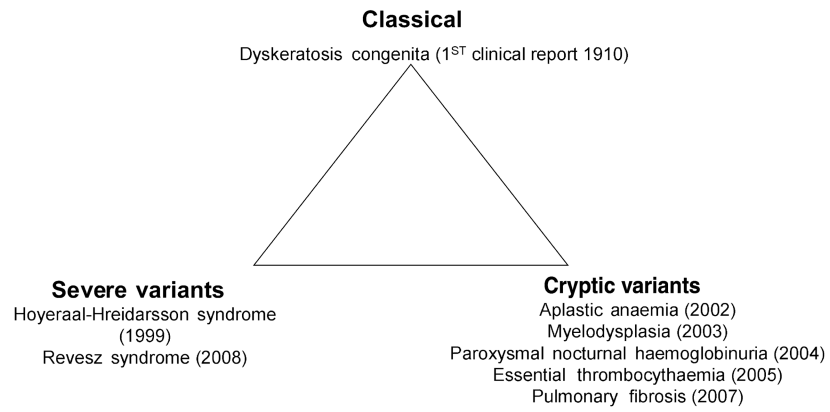 Classical
Dyskeratosis congenita (1ST clinical report 1910)
Severe variants
Hoyeraal-Hreidarsson syndrome
(1999)
Revesz syndrome (2008)
Cryptic variants
Aplastic anaemia (2002)
Myelodysplasia (2003)
Paroxysmal nocturnal haemoglobinuria (2004)
Essential thrombocythaemia (2005)
Pulmonary fibrosis (2007)